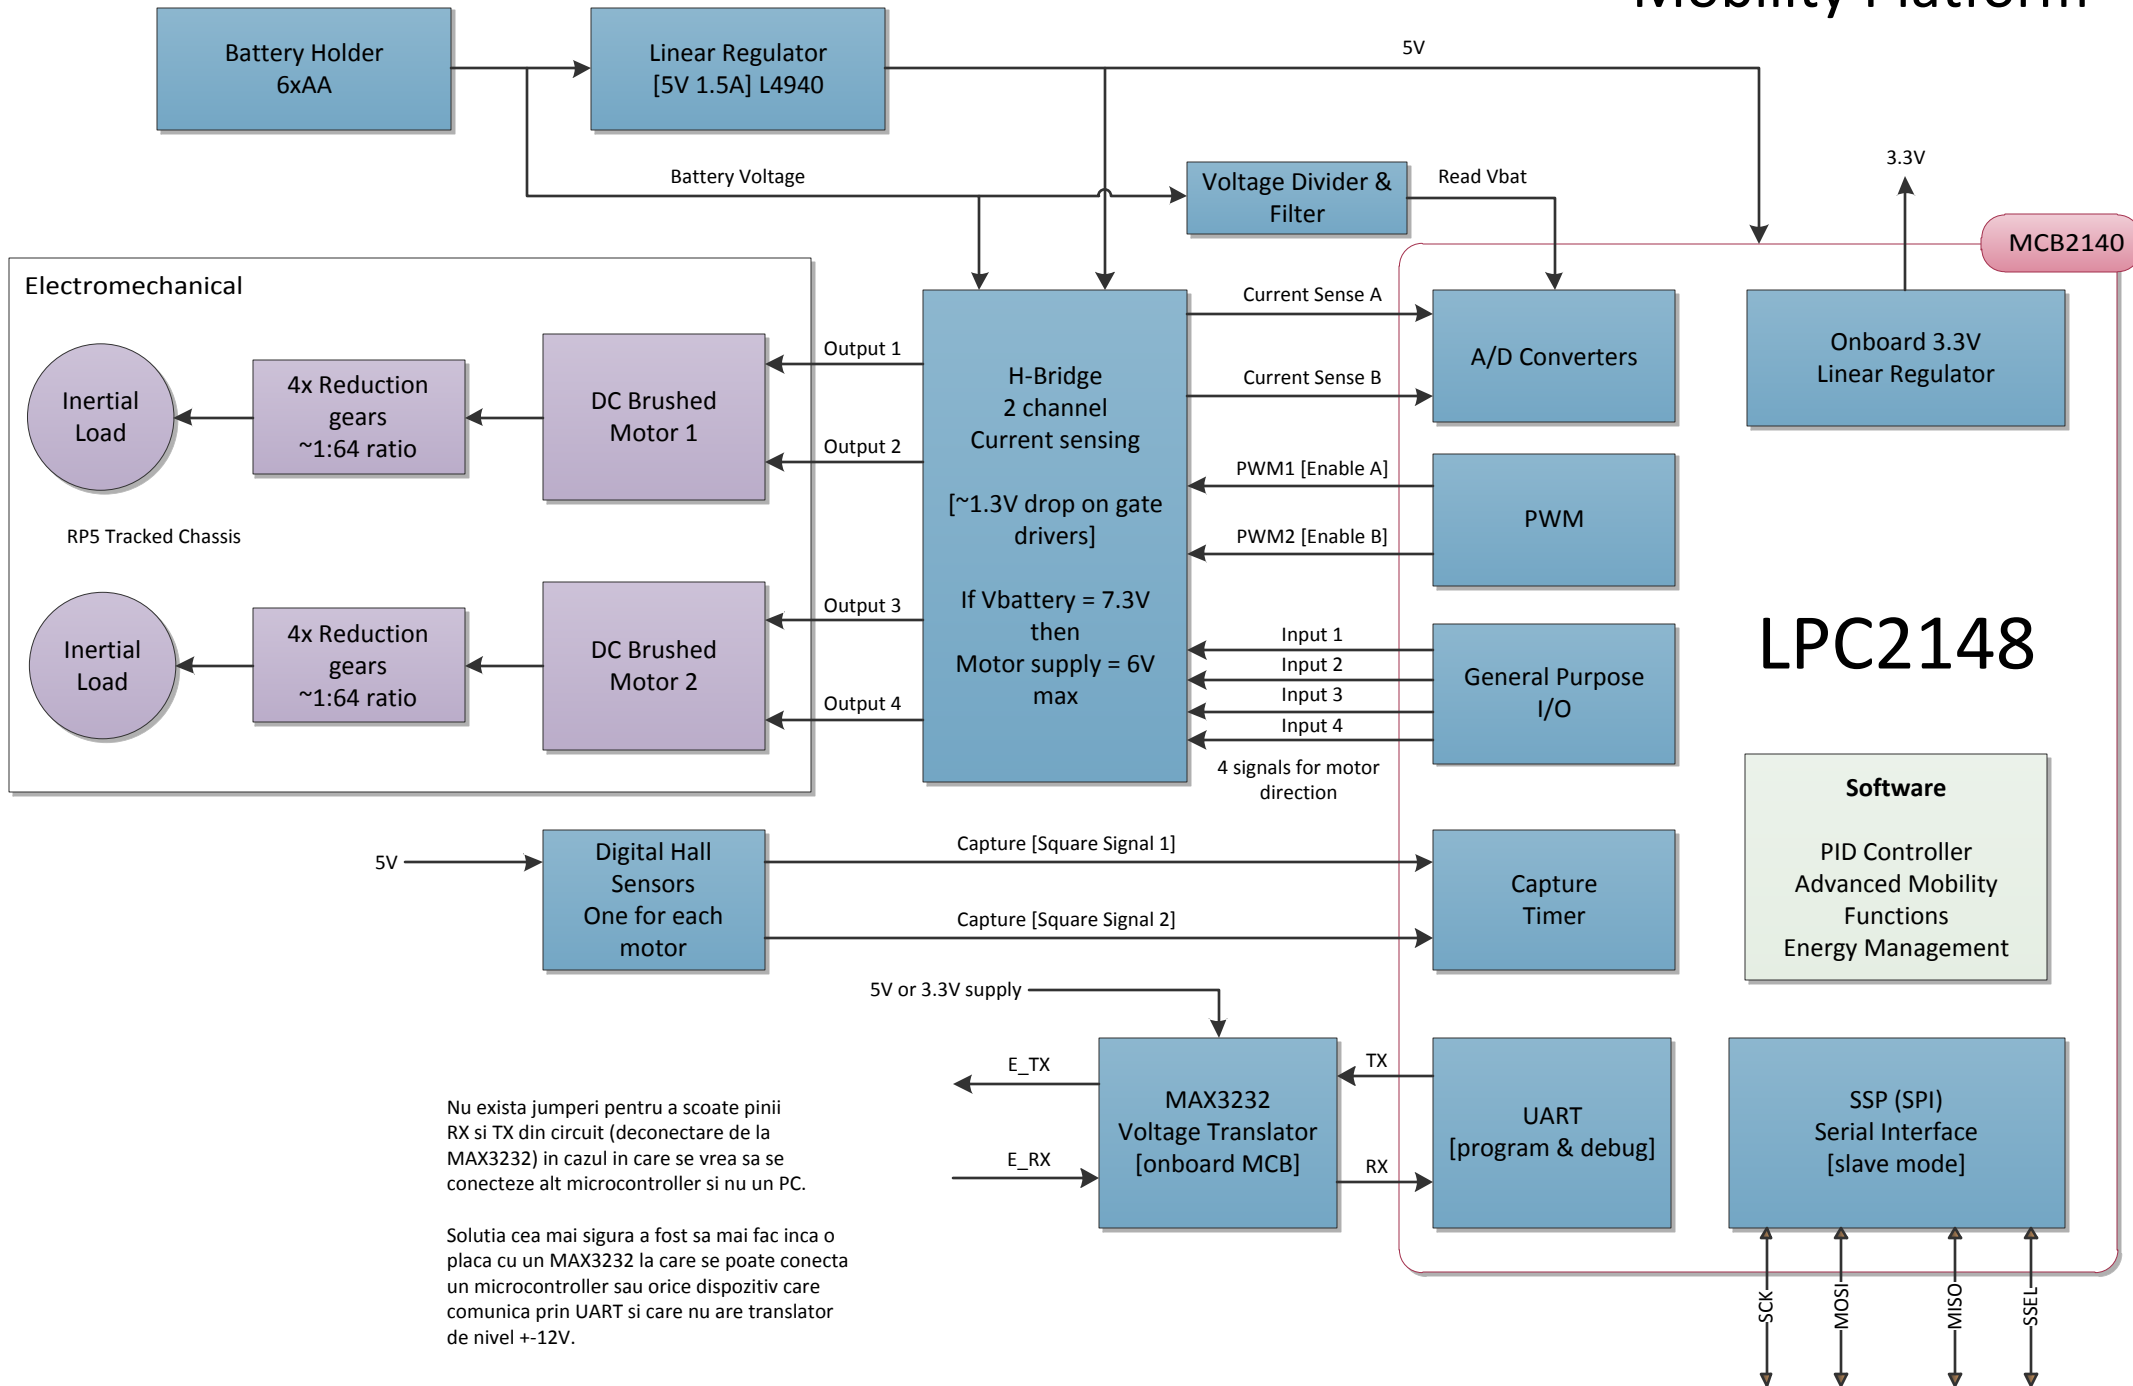 Mobility Platform
Battery Holder
6xAA
Linear Regulator
[5V 1.5A] L4940
5V
Battery Voltage
Voltage Divider &
Filter
Read Vbat
3.3V
MCB2140
Electromechanical
Inertial
Load
4x Reduction
gears
~1:64 ratio
DC Brushed
Motor 1
Output 1
Output 2
RP5 Tracked Chassis
Inertial
Load
4x Reduction
gears
~1:64 ratio
DC Brushed
Motor 2
Output 3
Output 4
H-Bridge
2 channel
Current sensing
[~1.3V drop on gate
drivers]
If Vbattery = 7.3V
then
Motor supply = 6V
max
Current Sense A
Current Sense B
A/D Converters
Onboard 3.3V
Linear Regulator
PWM1 [Enable A]
PWM2 [Enable B]
PWM
Input 1
Input 2
Input 3
Input 4
4 signals for motor
direction
General Purpose
I/O
LPC2148
Software
PID Controller
Advanced Mobility
Functions
Energy Management
5V
Digital Hall
Sensors
One for each
motor
Capture [Square Signal 1]
Capture [Square Signal 2]
Capture
Timer
5V or 3.3V supply
E_TX
E_RX
MAX3232
Voltage Translator
[onboard MCB]
TX
RX
UART
[program & debug]
SSP (SPI)
Serial Interface
[slave mode]
SCK
MOSI
MISO
SSEL
Nu exista jumperi pentru a scoate pinii
RX si TX din circuit (deconectare de la
MAX3232) in cazul in care se vrea sa se
conecteze alt microcontroller si nu un PC.
Solutia cea mai sigura a fost sa mai fac inca o
placa cu un MAX3232 la care se poate conecta
un microcontroller sau orice dispozitiv care
comunica prin UART si care nu are translator
de nivel +-12V.